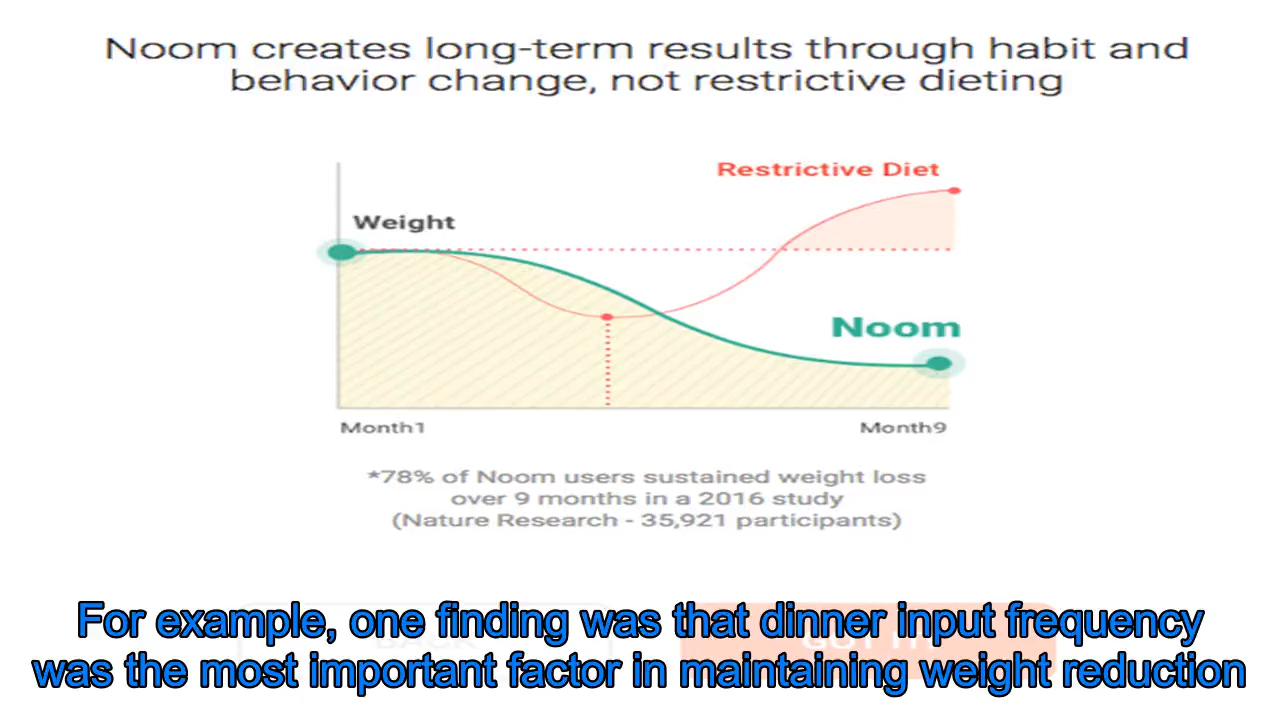 Noom creates long-term results through habit and
behavior change, not restrictive dieting
Restrictive Diet
Weight
Noom
Month1
Month9
*78% of Noom users sustained weight loss
over 9 months in a 2016 study
(Nature Research - 35,921 participants)
For example, one finding was that dinner input frequency
was the most important factor in maintaining weight reduction